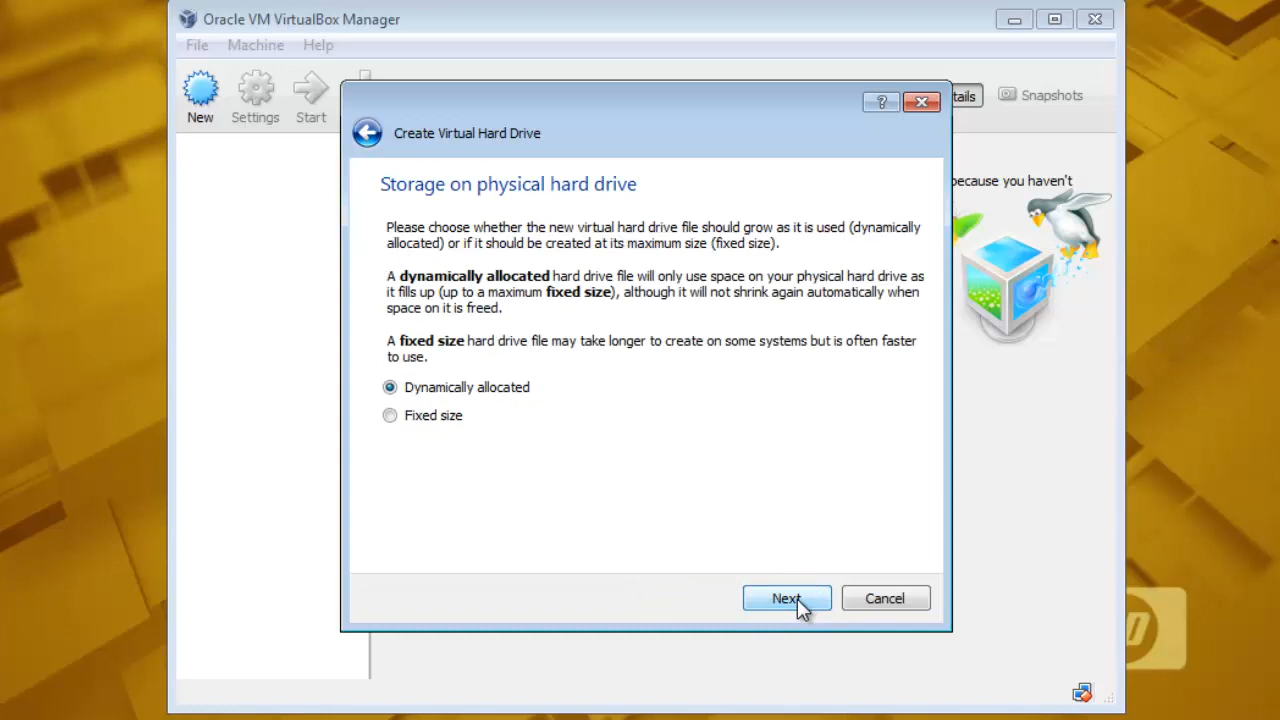 Oracle VM VirtualBox Manager
File Machine Help
New Settings Start
tails Snapshots
because you haven't
Create Virtual Hard Drive
Storage on physical hard drive
Please choose whether the new virtual hard drive file should grow as it is used (dynamically
allocated) or if it should be created at its maximum size (fixed size).
A dynamically allocated hard drive file will only use space on your physical hard drive as
it fills up (up to a maximum fixed size), although it will not shrink again automatically when
space on it is freed.
A fixed size hard drive file may take longer to create on some systems but is often faster
to use.
Dynamically allocated
Fixed size
Next Cancel